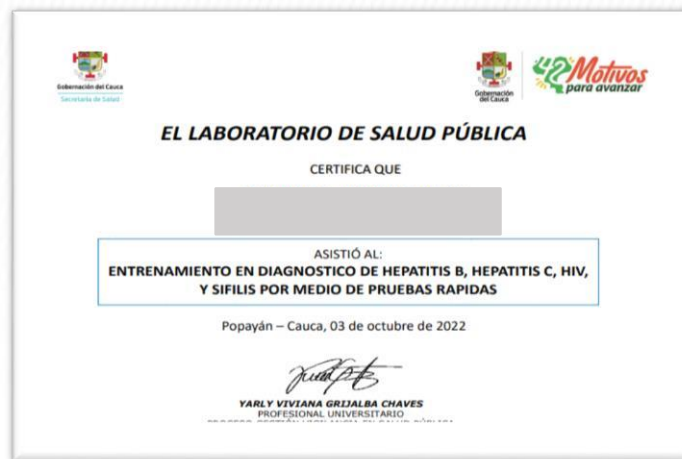 Gobernación del Cauca
Secretaría de Salud
Gobernación
del Cauca
42 Motivos
para avanzar
EL LABORATORIO DE SALUD PÚBLICA
CERTIFICA QUE
ASISTIÓ AL:
ENTRENAMIENTO EN DIAGNOSTICO DE HEPATITIS B, HEPATITIS C, HIV,
Y SIFILIS POR MEDIO DE PRUEBAS RAPIDAS
Popayán – Cauca, 03 de octubre de 2022
YARLY VIVIANA GRIJALBA CHAVES
PROFESIONAL UNIVERSITARIO